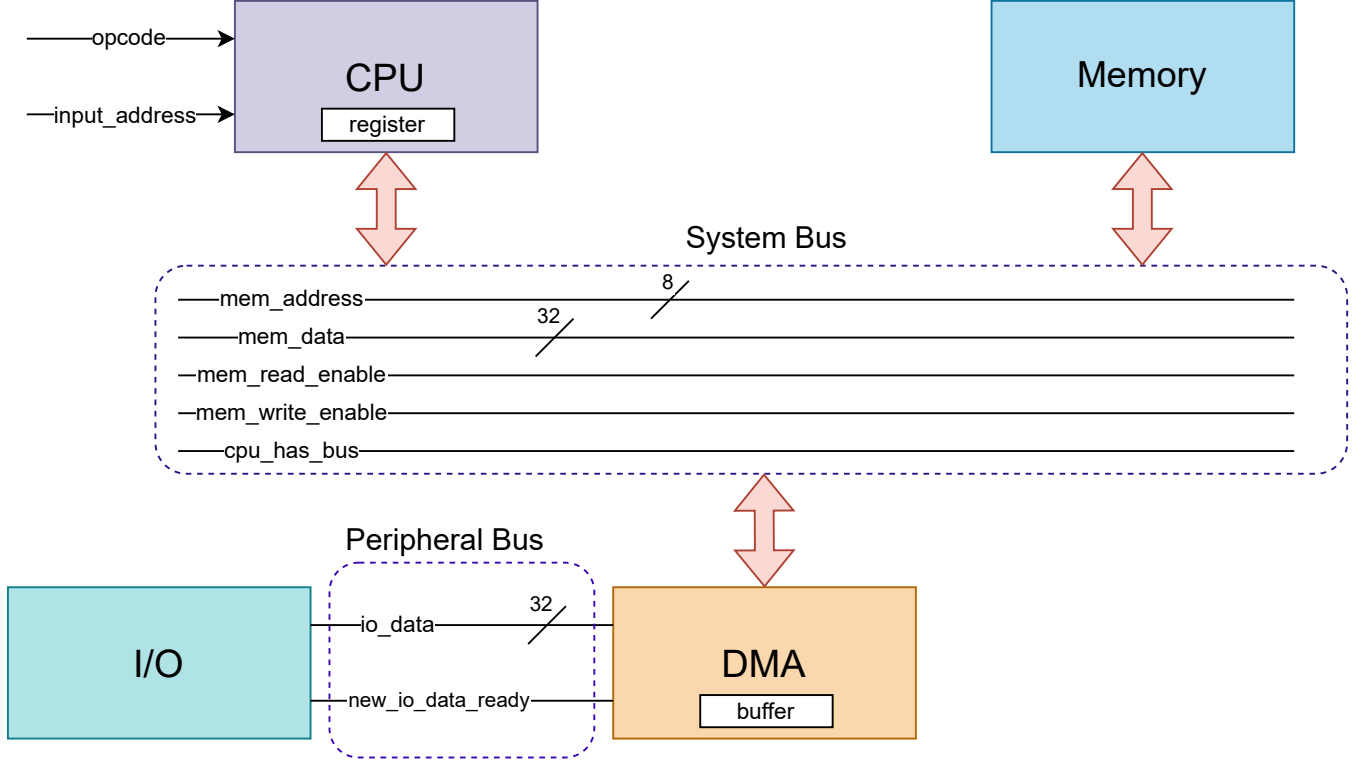 opcode
CPU
Memory
input_address
register
System Bus
8
mem_address
32
mem_data
mem_read_enable
mem_write_enable
cpu_has_bus
Peripheral Bus
32
io_data
I/O
DMA
new_io_data_ready
buffer